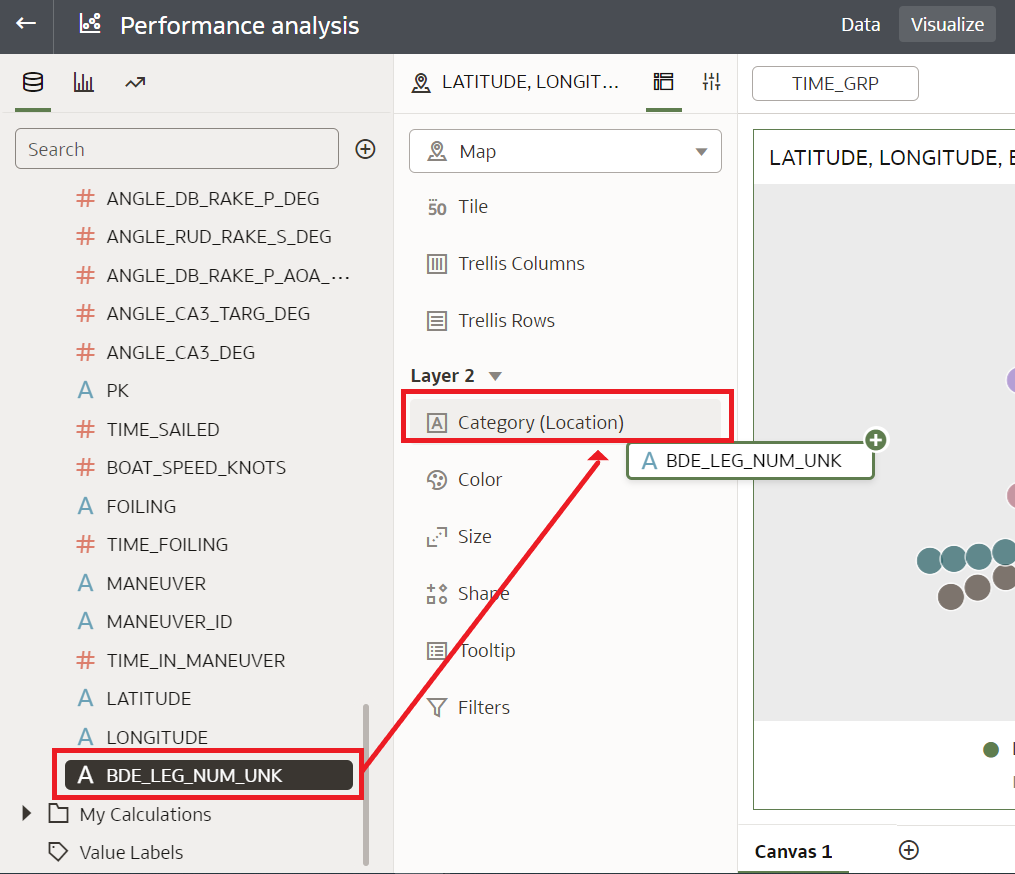 Performance analysis
Data
Visualize
Search
ANGLE_DB_RAKE_P_DEG
ANGLE_RUD_RAKE_S_DEG
ANGLE_DB_RAKE_P_AOA_...
ANGLE_CA3_TARG_DEG
ANGLE_CA3_DEG
A PK
TIME_SAILED
BOAT_SPEED_KNOTS
A FOILING
TIME_FOILING
A MANEUVER
A MANEUVER_ID
TIME_IN_MANEUVER
A LATITUDE
A LONGITUDE
A BDE_LEG_NUM_UNK
My Calculations
Value Labels
LATITUDE, LONGIT...
Map
50 Tile
Trellis Columns
Trellis Rows
Layer 2
A Category (Location)
A BDE_LEG_NUM_UNK
Color
Size
Shape
Tooltip
Filters
TIME_GRP
LATITUDE, LONGITUDE,
Canvas 1